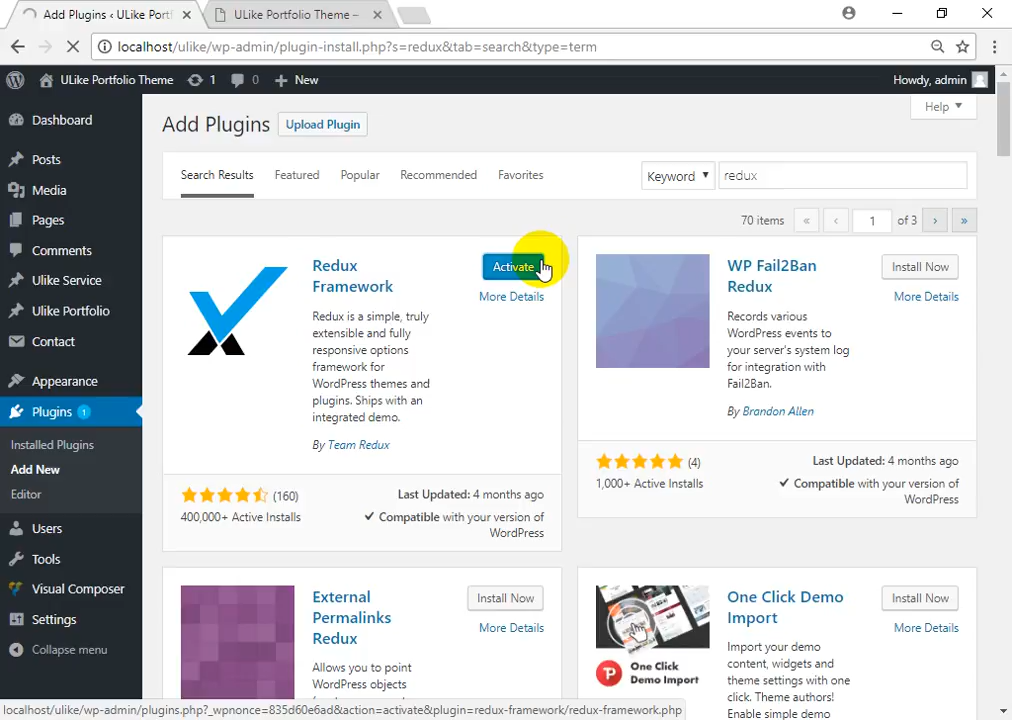 Add Plugins ‹ ULike Port
ULike Portfolio Theme –
localhost/ulike/wp-admin/plugin-install.php?s=redux&tab=search&type=term
ULike Portfolio Theme
1
0
New
Howdy, admin
Dashboard
Posts
Media
Pages
Comments
Ulike Service
Ulike Portfolio
Contact
Appearance
Plugins 1
Installed Plugins
Add New
Editor
Users
Tools
Visual Composer
Settings
Collapse menu
Help
Add Plugins
Upload Plugin
Search Results
Featured
Popular
Recommended
Favorites
Keyword
redux
70 items
«
‹
1
of 3
›
»
Redux
Framework
Activate
More Details
Redux is a simple, truly
extensible and fully
responsive options
framework for
WordPress themes and
plugins. Ships with an
integrated demo.
By Team Redux
(160)
400,000+ Active Installs
Last Updated: 4 months ago
Compatible with your version of
WordPress
WP Fail2Ban
Redux
Install Now
More Details
Records various
WordPress events to
your server's system log
for integration with
Fail2Ban.
By Brandon Allen
(4)
1,000+ Active Installs
Last Updated: 4 months ago
Compatible with your version of
WordPress
External
Permalinks
Redux
Install Now
More Details
Allows you to point
WordPress objects
One Click
Demo Import
One Click Demo
Import
Install Now
More Details
Import your demo
content, widgets and
theme settings with one
click. Theme authors!
Enable simple demo
localhost/ulike/wp-admin/plugins.php?_wpnonce=835d60e6ad&action=activate&plugin=redux-framework/redux-framework.php